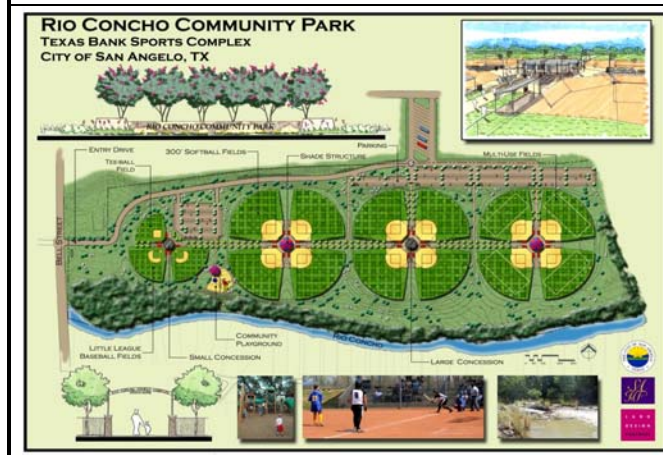 RIO CONCHO COMMUNITY PARK
TEXAS BANK SPORTS COMPLEX
CITY OF SAN ANGELO, TX
RIO CONCHO COMMUNITY PARK
ENTRY DRIVE
TEE-BALL
FIELD
300' SOFTBALL FIELDS
SHADE STRUCTURE
PARKING
MULTI-USE FIELDS
BELL STREET
RIO CONCHO
LITTLE LEAGUE
BASEBALL FIELDS
SMALL CONCESSION
COMMUNITY
PLAYGROUND
LARGE CONCESSION
LAND
DESIGN